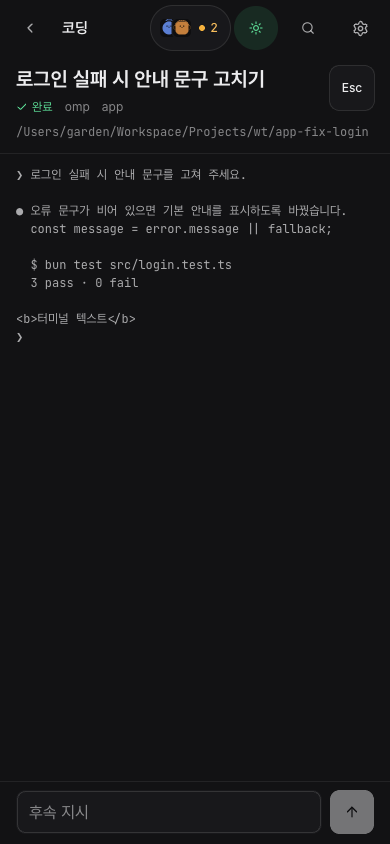 코딩
2
로그인 실패 시 안내 문구 고치기
Esc
완료 omp app
/Users/garden/Workspace/Projects/wt/app-fix-login
❯ 로그인 실패 시 안내 문구를 고쳐 주세요.
● 오류 문구가 비어 있으면 기본 안내를 표시하도록 바꿨습니다.
const message = error.message || fallback;
$ bun test src/login.test.ts
3 pass · 0 fail
<b>터미널 텍스트</b>
❯
후속 지시